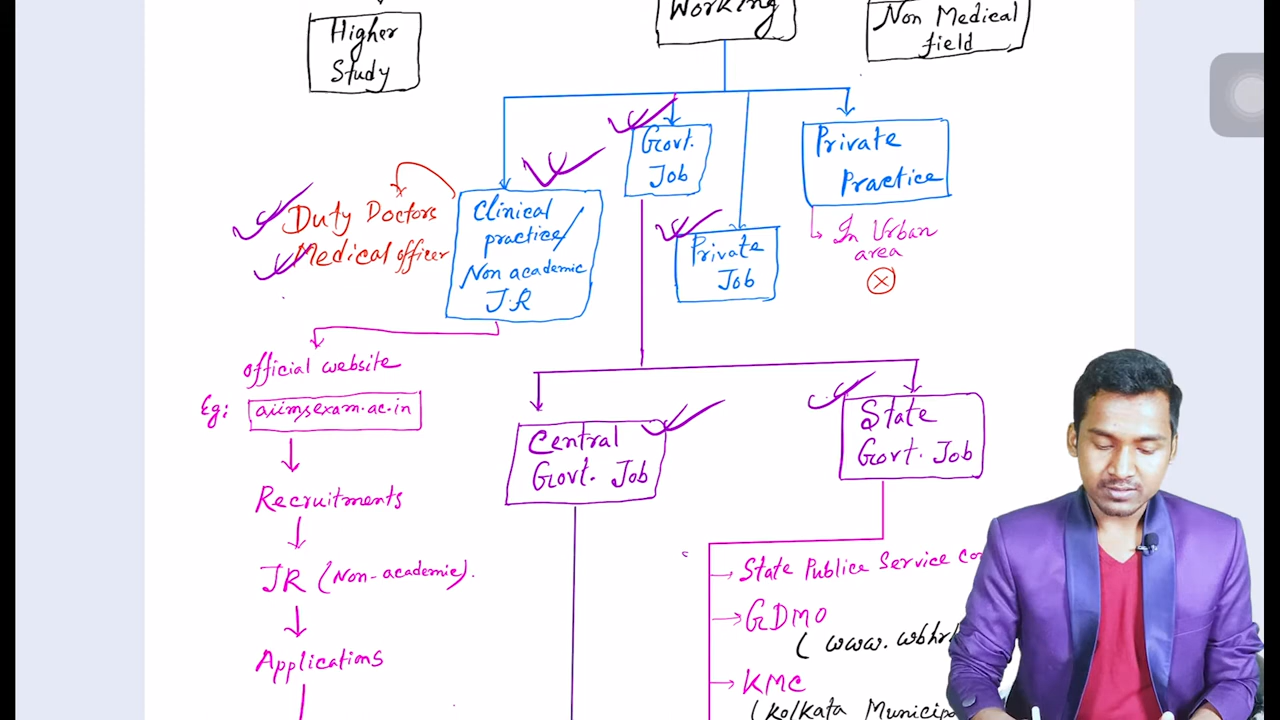 Higher
Study
Working
Non Medical
field
Govt.
Job
Private
Practice
In Urban
area
Duty Doctors
Medical officer
Clinical
practice/
Non academic
J.R
Private
Job
official website
Eg:
aiimsexam.ac.in
Recruitments
JR (Non-academic).
Applications
Central
Govt. Job
State
Govt. Job
State Publice Service
GDMO
(www.
KMC
(Kolkata